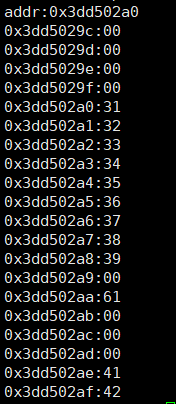 addr:0x3dd502a0
0x3dd5029c:00
0x3dd5029d:00
0x3dd5029e:00
0x3dd5029f:00
0x3dd502a0:31
0x3dd502a1:32
0x3dd502a2:33
0x3dd502a3:34
0x3dd502a4:35
0x3dd502a5:36
0x3dd502a6:37
0x3dd502a7:38
0x3dd502a8:39
0x3dd502a9:00
0x3dd502aa:61
0x3dd502ab:00
0x3dd502ac:00
0x3dd502ad:00
0x3dd502ae:41
0x3dd502af:42